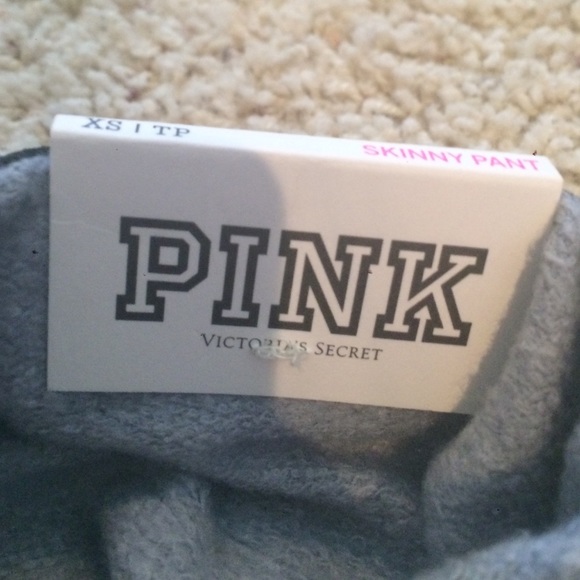 XS | TP
SKINNY PANT
PINK
VICTORIA'S SECRET